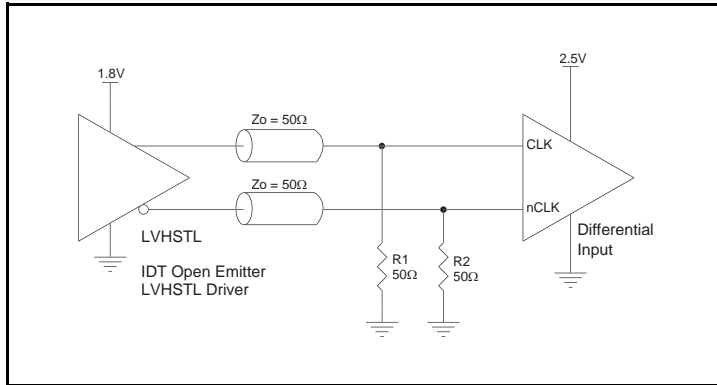 1.8V
2.5V
Zo = 50Ω
CLK
Zo = 50Ω
nCLK
LVHSTL
Differential
Input
IDT Open Emitter
LVHSTL Driver
R1
50Ω
R2
50Ω